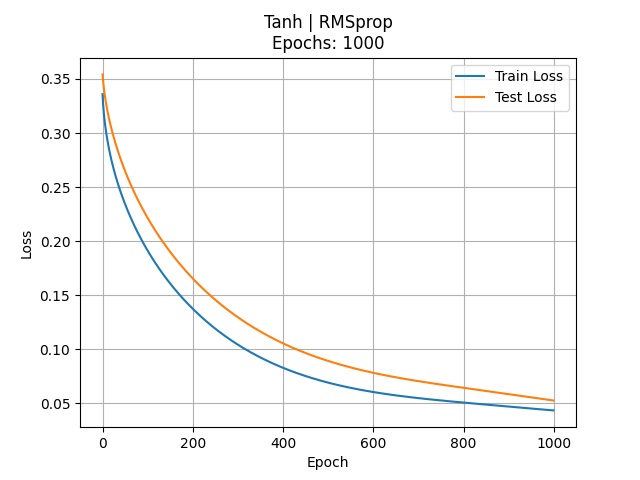 Tanh | RMSprop
Epochs: 1000
Train Loss
Test Loss
0.35
0.30
0.25
0.20
0.15
0.10
0.05
Loss
0 200 400 600 800 1000
Epoch